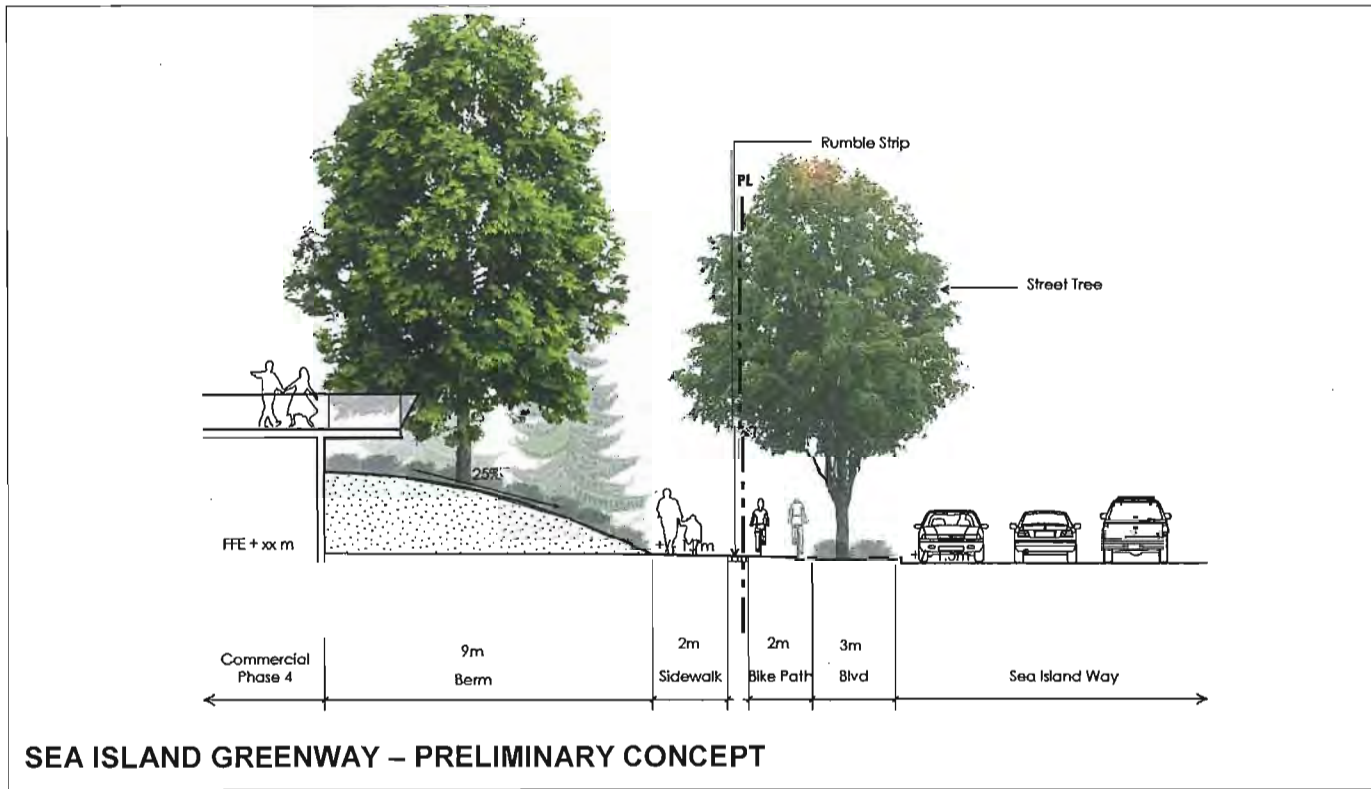 Rumble Strip
PL
Street Tree
25%
FFE + xx m
9m
2m
2m
3m
Commercial
Phase 4
Berm
Sidewalk
Bike Path
Blvd
Sea Island Way
SEA ISLAND GREENWAY – PRELIMINARY CONCEPT